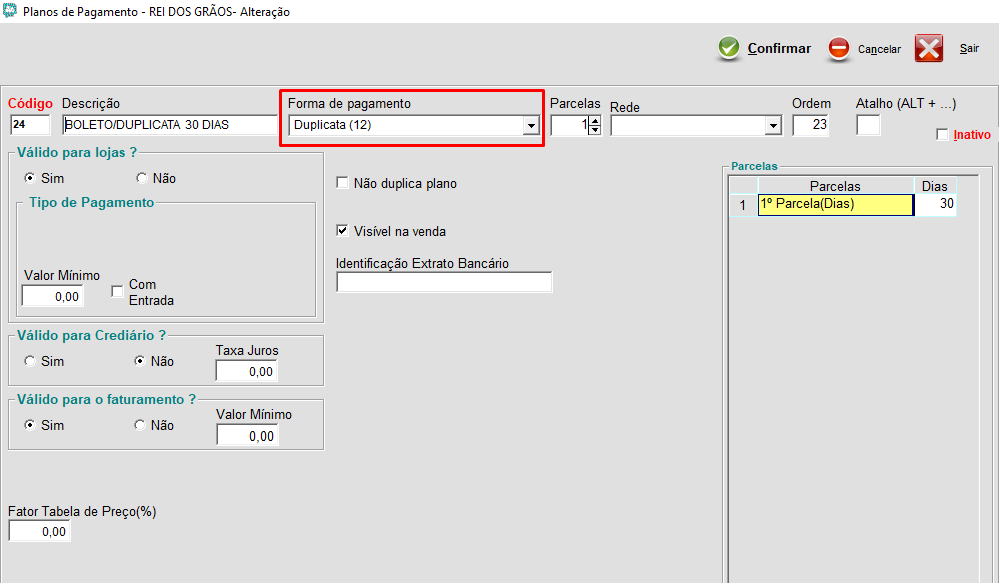 Planos de Pagamento - REI DOS GRÃOS- Alteração
Confirmar
Cancelar
Sair
Código
Descrição
Forma de pagamento
Parcelas
Rede
Ordem
Atalho (ALT + ...)
24
BOLETO/DUPLICATA 30 DIAS
Duplicata (12)
1
23
Inativo
Válido para lojas ?
Sim
Não
Tipo de Pagamento
Valor Mínimo
0,00
Com
Entrada
Não duplica plano
Visível na venda
Identificação Extrato Bancário
Parcelas
Parcelas
Dias
1
1º Parcela(Dias)
30
Válido para Crediário ?
Sim
Não
Taxa Juros
0,00
Válido para o faturamento ?
Sim
Não
Valor Mínimo
0,00
Fator Tabela de Preço(%)
0,00